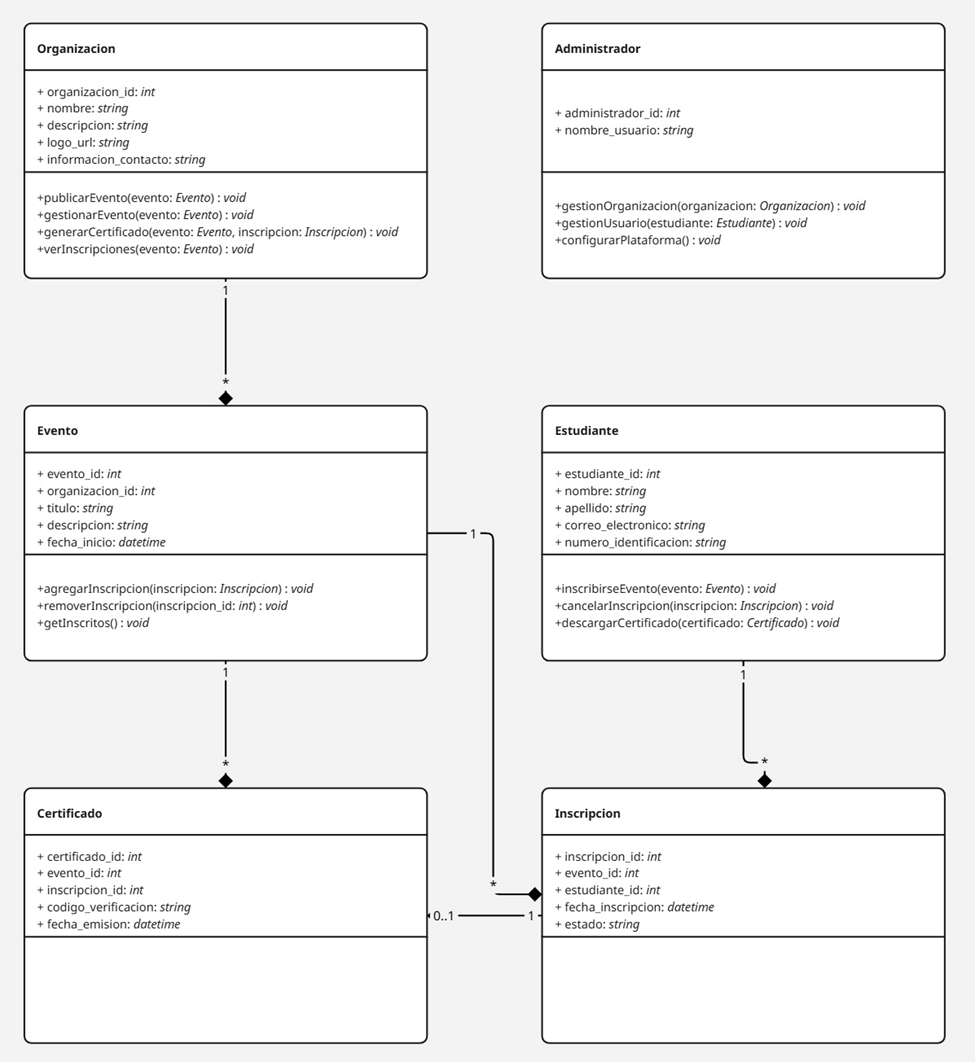 Organizacion
+ organizacion_id: int
+ nombre: string
+ descripcion: string
+ logo_url: string
+ informacion_contacto: string
+publicarEvento(evento: Evento) : void
+gestionarEvento(evento: Evento) : void
+generarCertificado(evento: Evento, inscripcion: Inscripcion) : void
+verInscripciones(evento: Evento) : void
Administrador
+ administrador_id: int
+ nombre_usuario: string
+gestionOrganizacion(organizacion: Organizacion) : void
+gestionUsuario(estudiante: Estudiante) : void
+configurarPlataforma() : void
1
*
Evento
+ evento_id: int
+ organizacion_id: int
+ titulo: string
+ descripcion: string
+ fecha_inicio: datetime
+agregarInscripcion(inscripcion: Inscripcion) : void
+removerInscripcion(inscripcion_id: int) : void
+getInscritos() : void
1
Estudiante
+ estudiante_id: int
+ nombre: string
+ apellido: string
+ correo_electronico: string
+ numero_identificacion: string
+inscribirseEvento(evento: Evento) : void
+cancelarInscripcion(inscripcion: Inscripcion) : void
+descargarCertificado(certificado: Certificado) : void
1
*
1
*
Certificado
+ certificado_id: int
+ evento_id: int
+ inscripcion_id: int
+ codigo_verificacion: string
+ fecha_emision: datetime
*
0..1
1
Inscripcion
+ inscripcion_id: int
+ evento_id: int
+ estudiante_id: int
+ fecha_inscripcion: datetime
+ estado: string